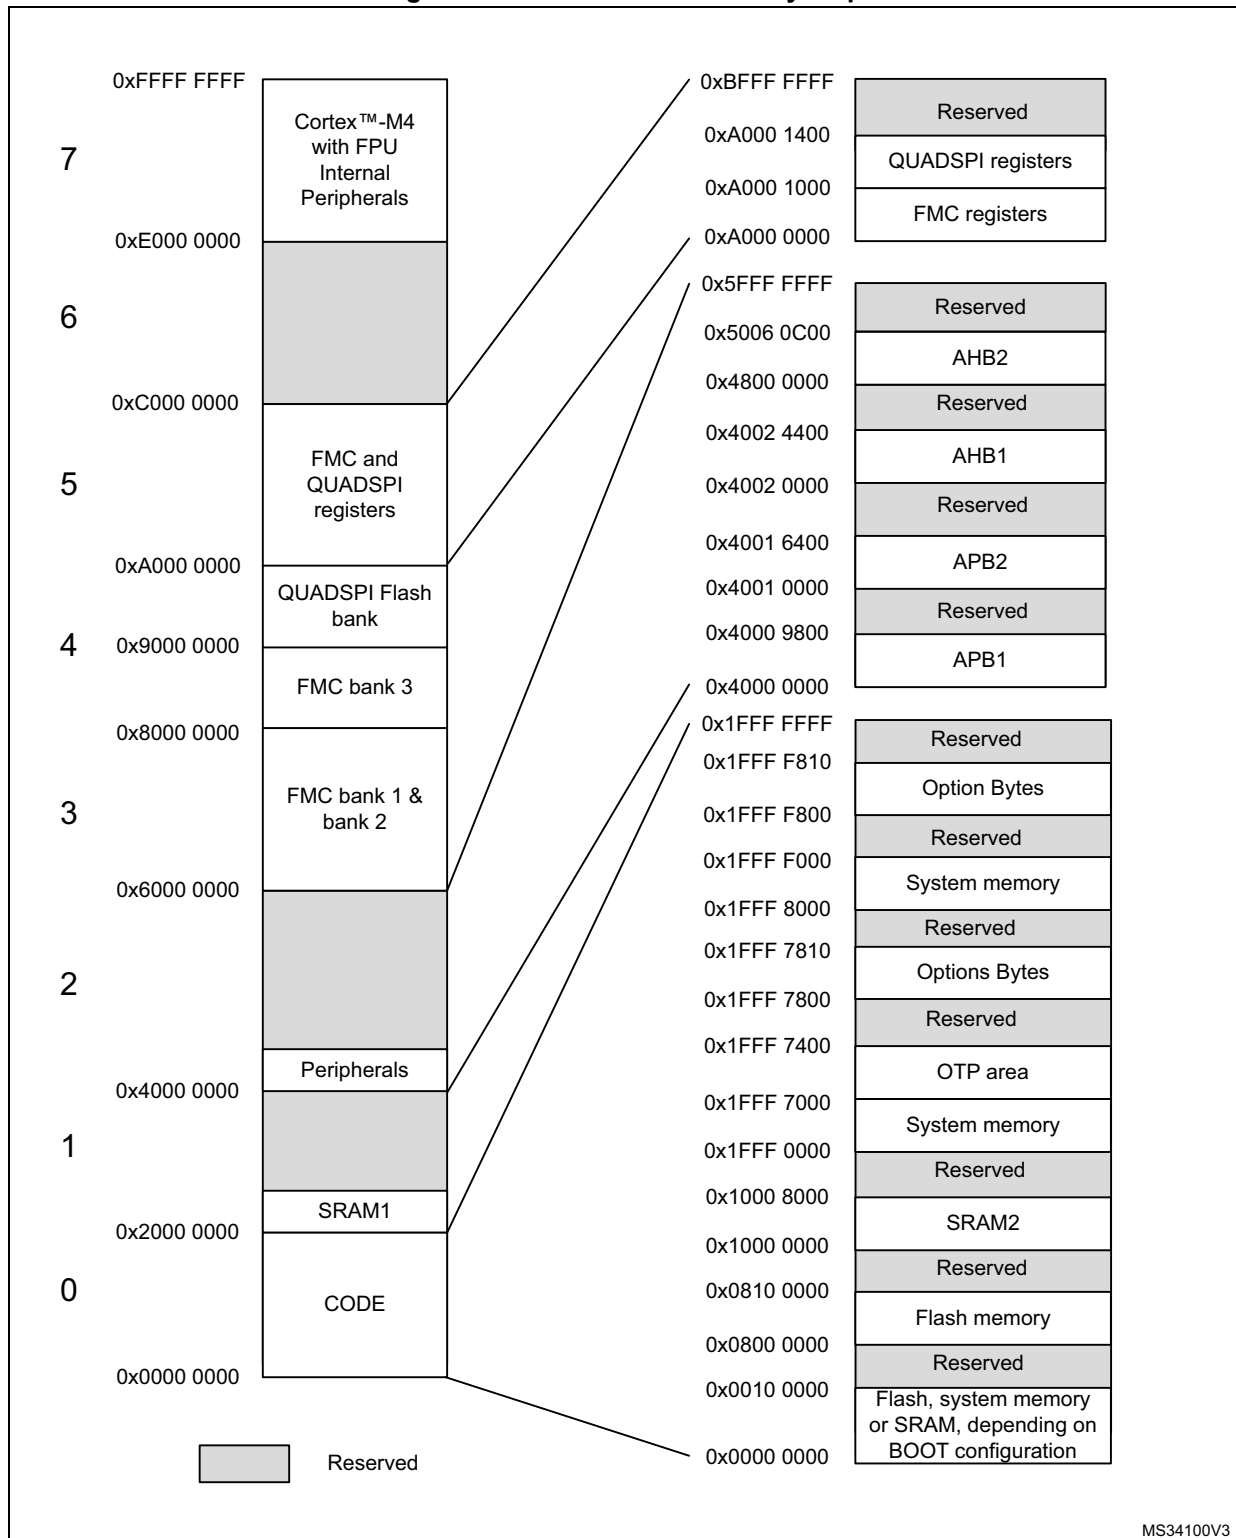 0xFFFF FFFF
Cortex™-M4
with FPU
Internal
Peripherals
7
0xE000 0000
6
0xC000 0000
FMC and
QUADSPI
registers
5
0xA000 0000
QUADSPI Flash
bank
4
0x9000 0000
FMC bank 3
0x8000 0000
FMC bank 1 &
bank 2
3
0x6000 0000
2
Peripherals
0x4000 0000
1
SRAM1
0x2000 0000
0
CODE
0x0000 0000
Reserved
0xBFFF FFFF
Reserved
0xA000 1400
QUADSPI registers
0xA000 1000
FMC registers
0xA000 0000
0x5FFF FFFF
Reserved
0x5006 0C00
AHB2
0x4800 0000
Reserved
0x4002 4400
AHB1
0x4002 0000
Reserved
0x4001 6400
APB2
0x4001 0000
Reserved
0x4000 9800
APB1
0x4000 0000
0x1FFF FFFF
Reserved
0x1FFF F810
Option Bytes
0x1FFF F800
Reserved
0x1FFF F000
System memory
0x1FFF 8000
Reserved
0x1FFF 7810
Options Bytes
0x1FFF 7800
Reserved
0x1FFF 7400
OTP area
0x1FFF 7000
System memory
0x1FFF 0000
Reserved
0x1000 8000
SRAM2
0x1000 0000
Reserved
0x0810 0000
Flash memory
0x0800 0000
Reserved
0x0010 0000
Flash, system memory
or SRAM, depending on
BOOT configuration
0x0000 0000
MS34100V3